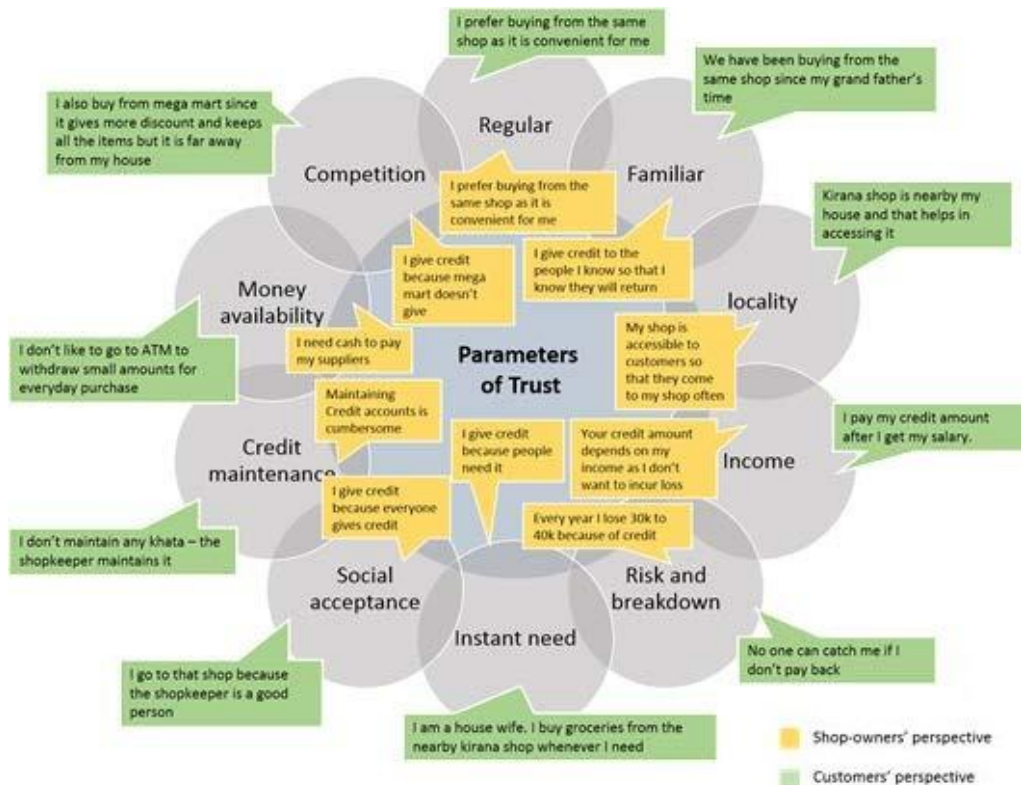 I prefer buying from the same
shop as it is convenient for me
We have been buying from the
same shop since my grand father's
time
I also buy from mega mart since
it gives more discount and keeps
all the items but it is far away
from my house
Regular
Competition
Familiar
I prefer buying from the
same shop as it is
convenient for me
Kirana shop is nearby my
house and that helps in
accessing it
I give credit
because mega
mart doesn't
give
I give credit to the
people I know so that I
know they will return
Money
availability
locality
I need cash to pay
my suppliers
My shop is
accessible to
customers so
that they come
to my shop often
Parameters
of Trust
I don't like to go to ATM to
withdraw small amounts for
everyday purchase
Maintaining
Credit accounts is
cumbersome
I give credit
because people
need it
Your credit amount
depends on my
income as I don't
want to incur loss
I pay my credit amount
after I get my salary.
Credit
maintenance
Income
I give credit
because everyone
gives credit
Every year I lose 30k to
40k because of credit
I don't maintain any khata – the
shopkeeper maintains it
Social
acceptance
Risk and
breakdown
Instant need
No one can catch me if I
don't pay back
I go to that shop because
the shopkeeper is a good
person
I am a house wife. I buy groceries from the
nearby kirana shop whenever I need
Shop-owners' perspective
Customers' perspective